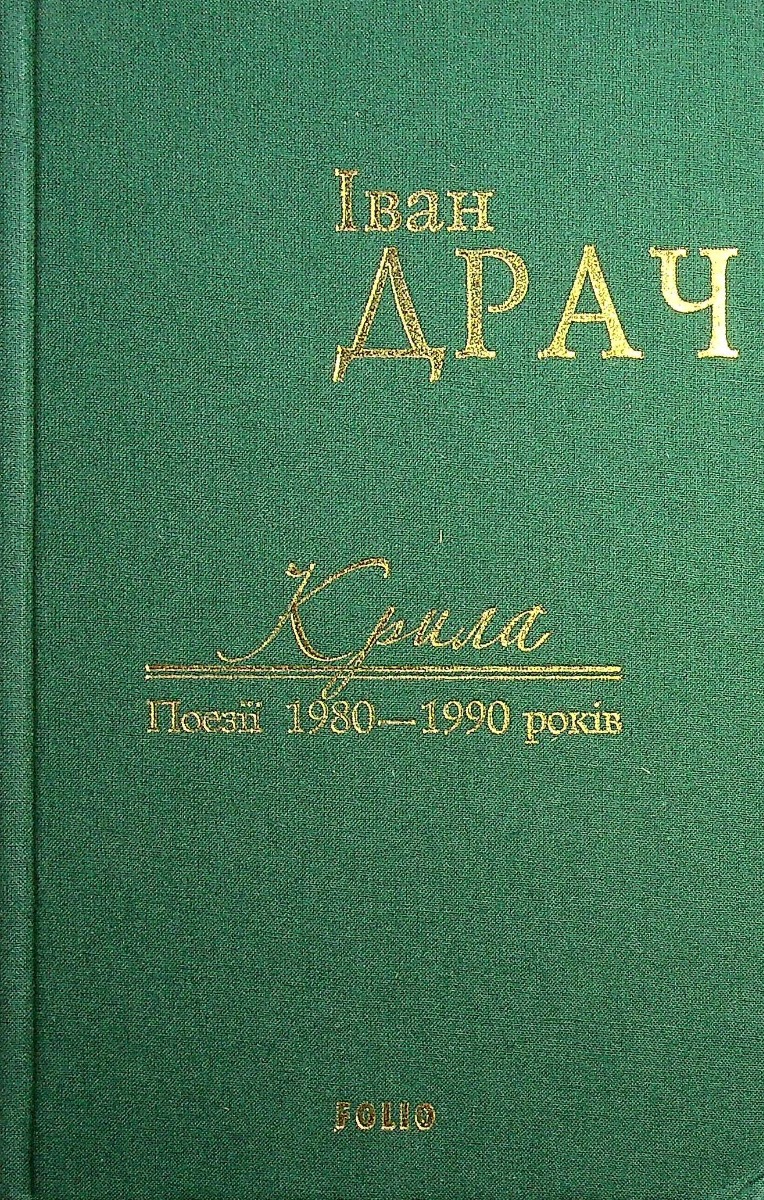 Іван
ДРАЧ
Крила
Поезії 1980—1990 років
FOLIO